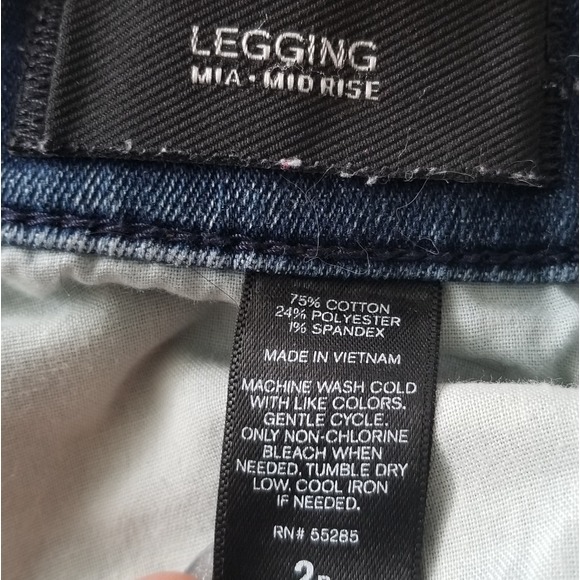 LEGGING
MIA • MID RISE
75% COTTON
24% POLYESTER
1% SPANDEX
MADE IN VIETNAM
MACHINE WASH COLD
WITH LIKE COLORS.
GENTLE CYCLE.
ONLY NON-CHLORINE
BLEACH WHEN
NEEDED. TUMBLE DRY
LOW. COOL IRON
IF NEEDED.
RN# 55285